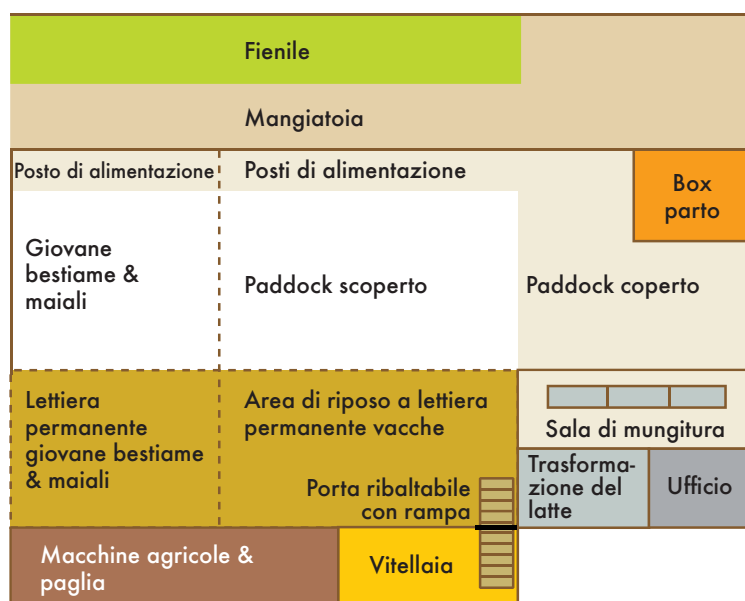 Fienile
Mangiatoia
Posto di alimentazione
Posti di alimentazione
Box
parto
Giovane
bestiame &
maiali
Paddock scoperto
Paddock coperto
Lettiera
permanente
giovane bestiame
& maiali
Area di riposo a lettiera
permanente vacche
Sala di mungitura
Porta ribaltabile
con rampa
Trasforma-
zione del
latte
Ufficio
Macchine agricole &
paglia
Vitellaia